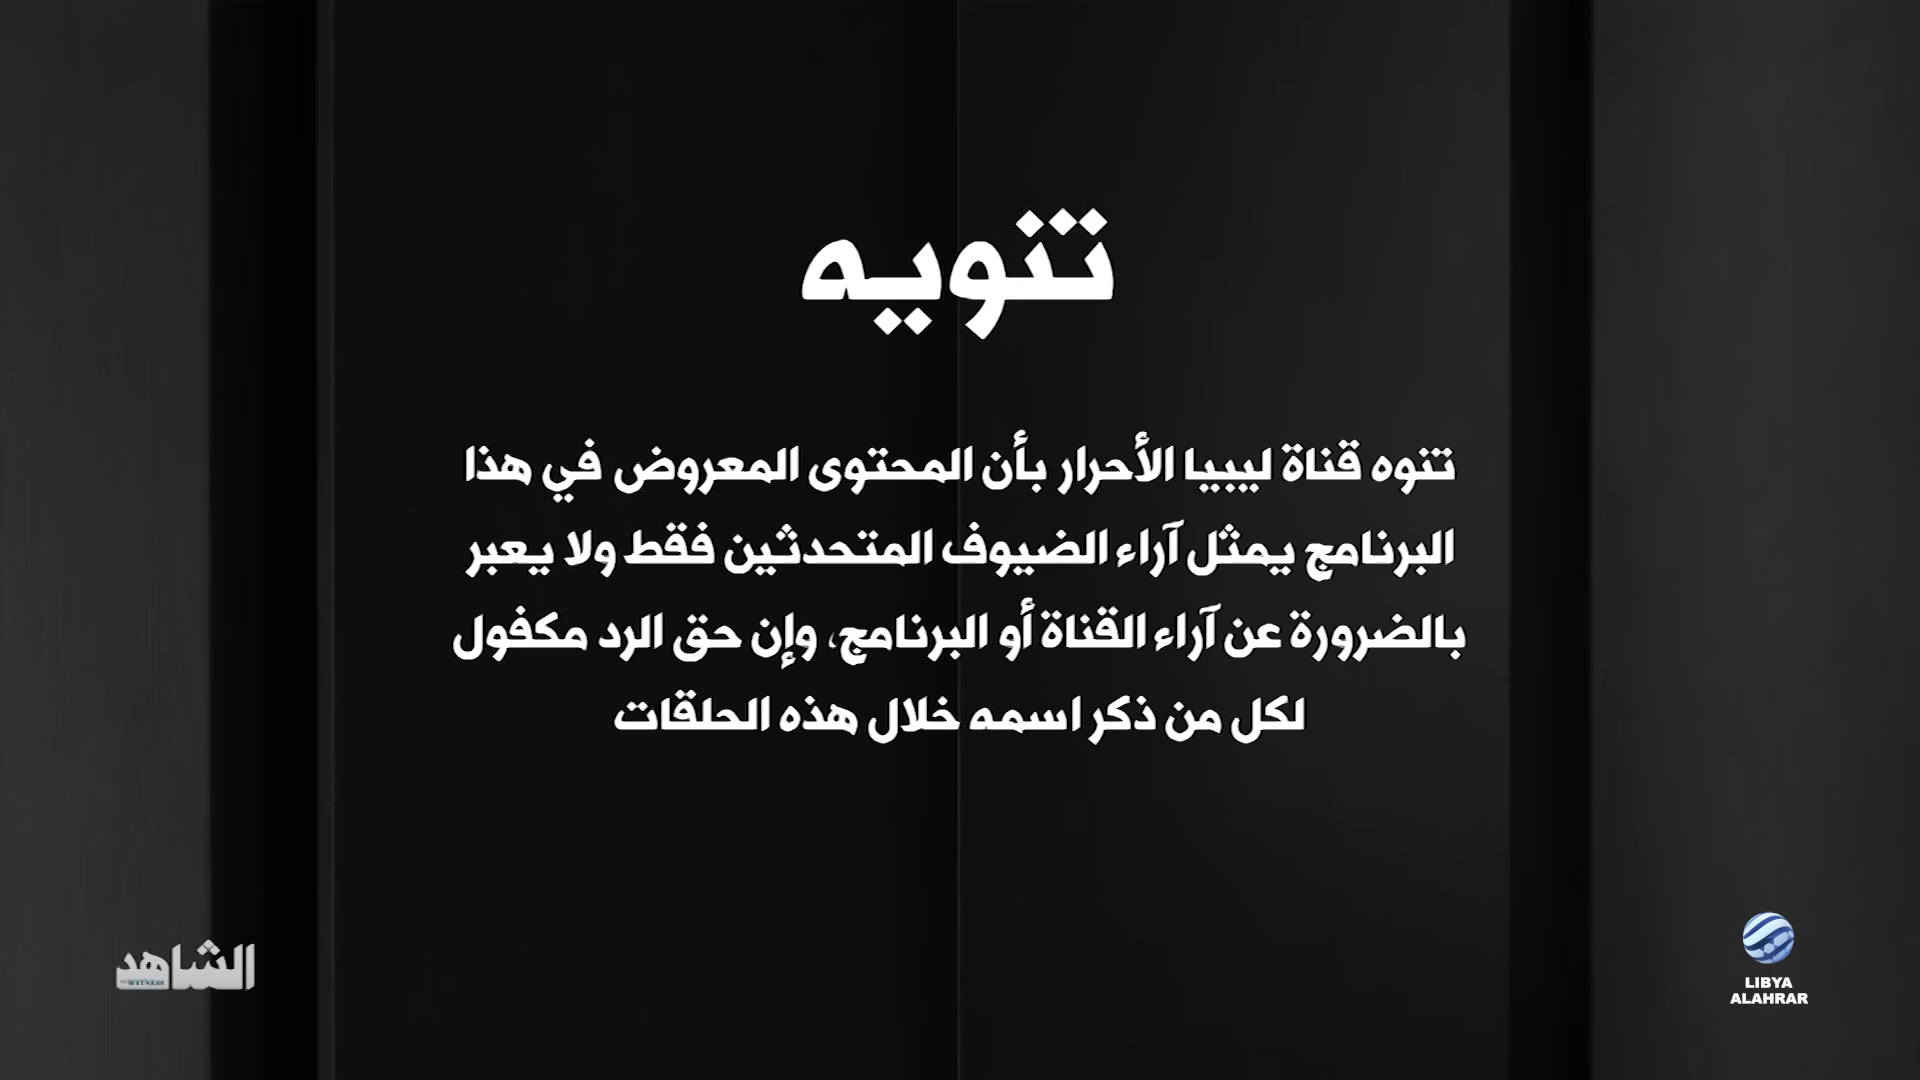 تنويه
تنوه قناة ليبيا الأحرار بأن المحتوى المعروض في هذا
البرنامج يمثل آراء الضيوف المتحدثين فقط ولا يعبر
بالضرورة عن آراء القناة أو البرنامج، وإن حق الرد مكفول
لكل من ذكر اسمه خلال هذه الحلقات
الشاهد
WITNESS
LIBYA
ALAHRAR